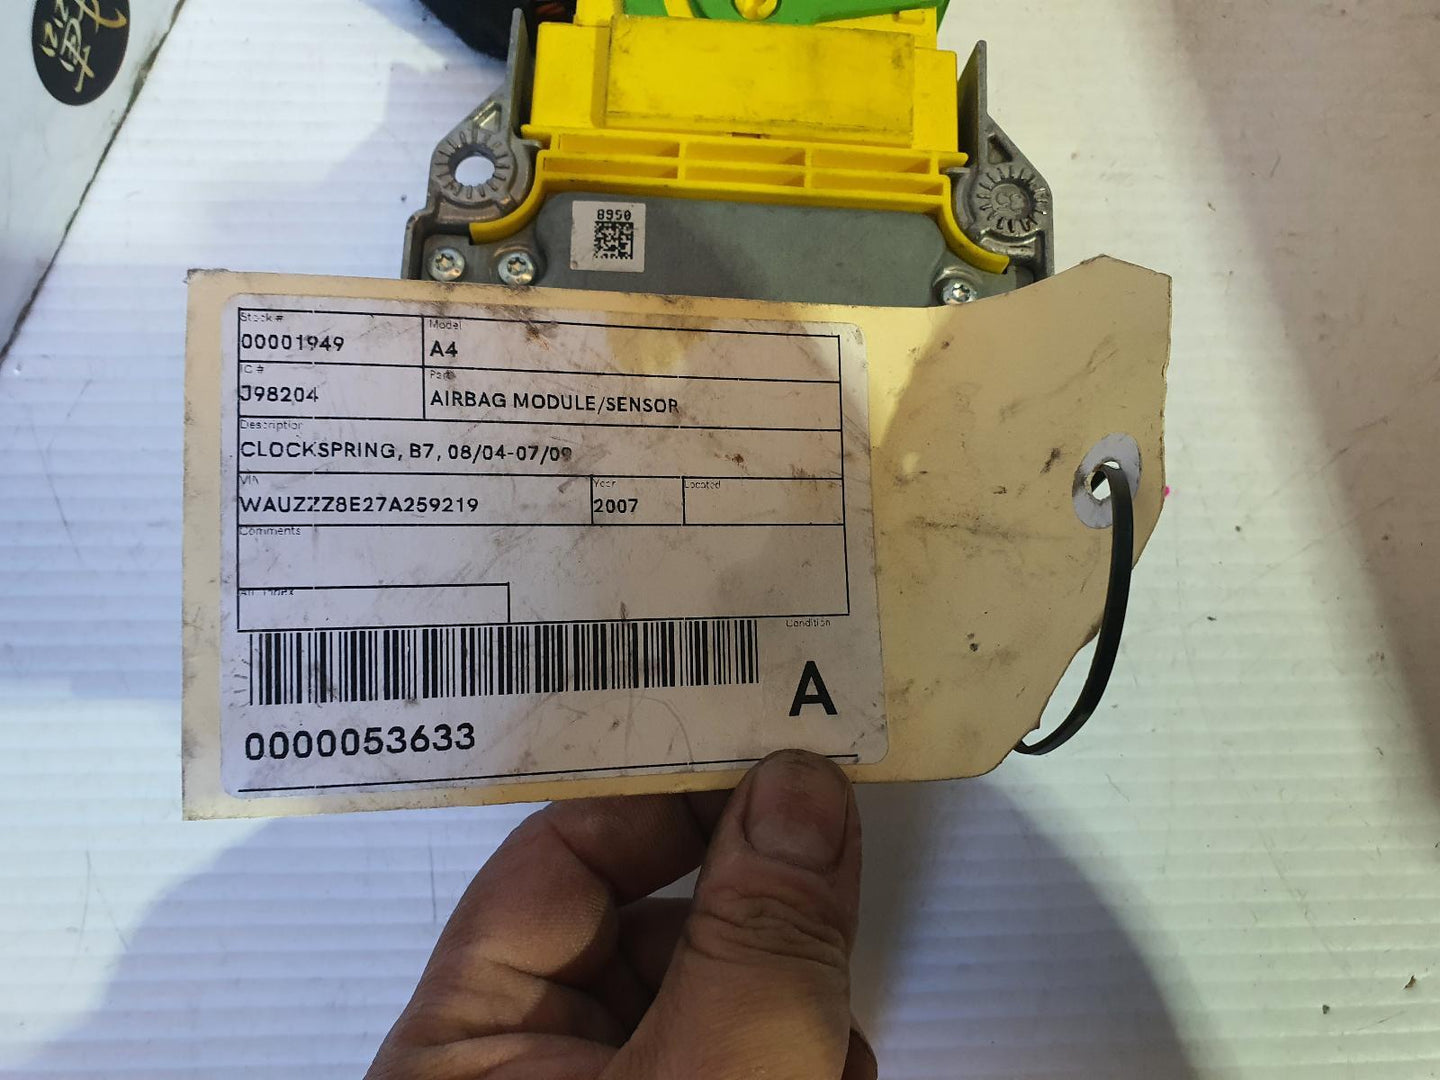 8950
Stock #
00001949
Model
A4
IC #
J98204
Part
AIRBAG MODULE/SENSOR
Description
CLOCKSPRING, B7, 08/04-07/09
VIN
WAUZZZ8E27A259219
Year
2007
Located
Comments
0000053633
Condition
A